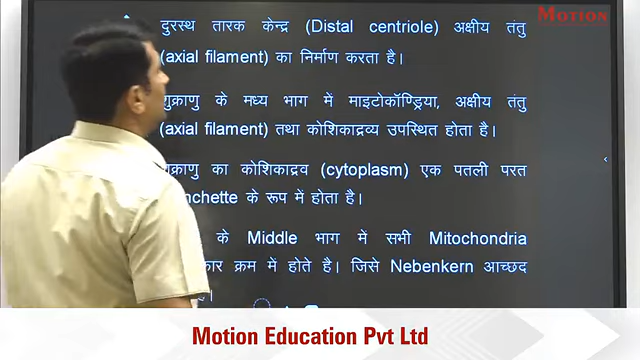 दुरस्थ तारक केन्द्र (Distal centriole) अक्षीय तंतु
MOTION
(axial filament) का निर्माण करता है।
शुक्राणु के मध्य भाग में माइटोकॉण्ड्रिया, अक्षीय तंतु
(axial filament) तथा कोशिकाद्रव्य उपस्थित होता है।
का कोशिकाद्रव (cytoplasm) एक पतली परत
के रूप में होता है।
के Middle भाग में सभी Mitochondria
क्रम में होते है। जिसे Nebenkern आच्छद
Motion Education Pvt Ltd